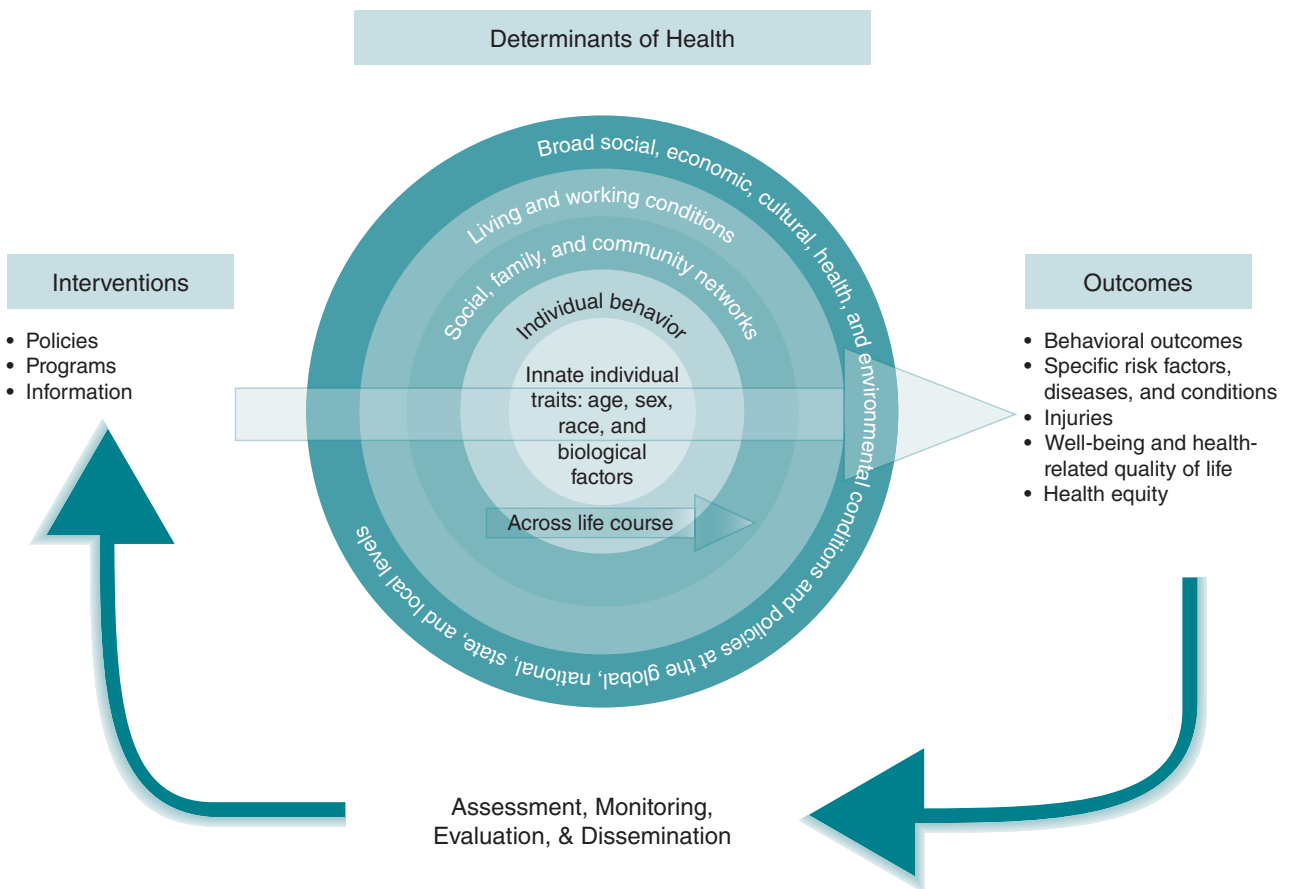 Determinants of Health
Broad social, economic, cultural, health, and environmental conditions and policies at the global, national, state, and local levels
Living and working conditions
Social, family, and community networks
Individual behavior
Innate individual
traits: age, sex,
race, and
biological
factors
Across life course
Interventions
• Policies
• Programs
• Information
Outcomes
• Behavioral outcomes
• Specific risk factors,
diseases, and conditions
• Injuries
• Well-being and health-
related quality of life
• Health equity
Assessment, Monitoring,
Evaluation, & Dissemination